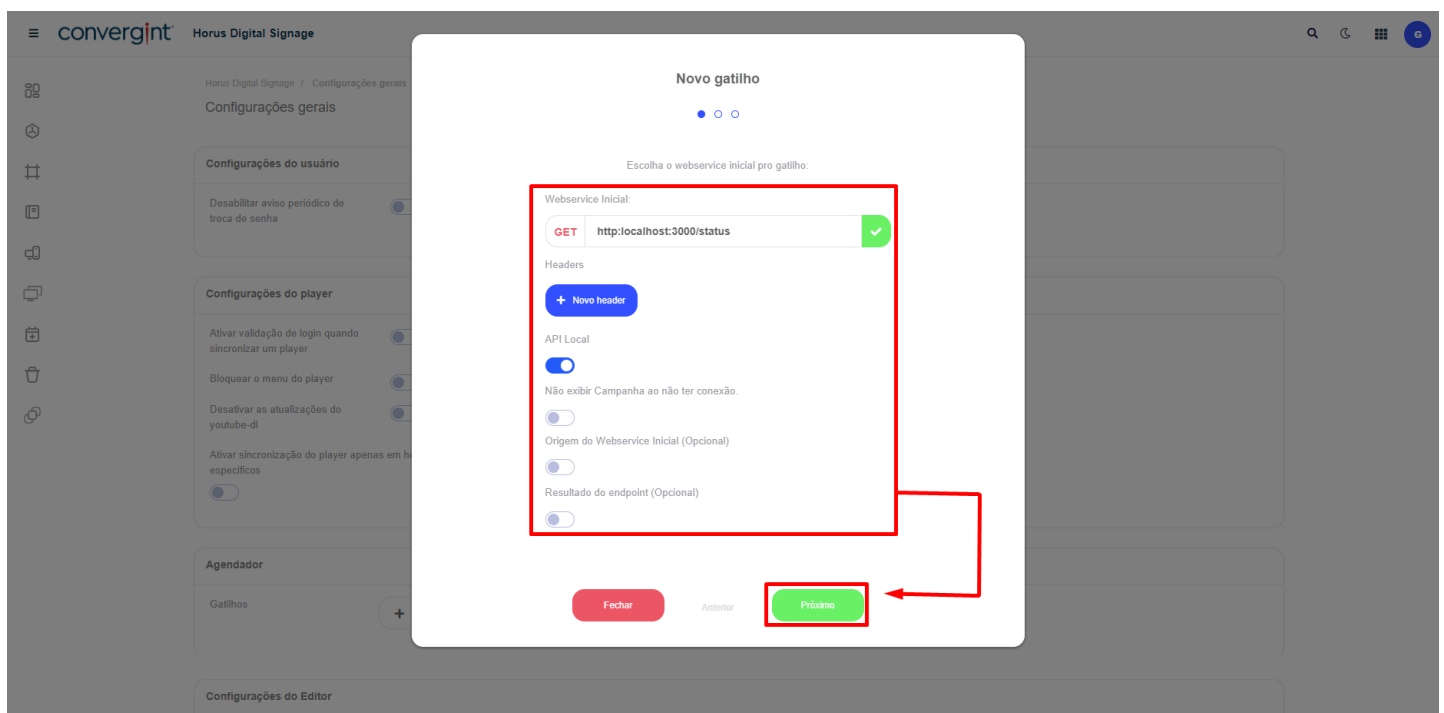 convergint
Horus Digital Signage
G
Horus Digital Signage / Configurações gerais
Configurações gerais
Configurações do usuário
Desabilitar aviso periódico de
troca de senha
Configurações do player
Ativar validação de login quando
sincronizar um player
Bloquear o menu do player
Desativar as atualizações do
youtube-dl
Ativar sincronização do player apenas em
específicos
Agendador
Gatilhos
+
Configurações do Editor
Novo gatilho
Escolha o webservice inicial pro gatilho:
Webservice Inicial:
GET http:localhost:3000/status
Headers
+ Novo header
API Local
Não exibir Campanha ao não ter conexão.
Origem do Webservice Inicial (Opcional)
Resultado do endpoint (Opcional)
Fechar Anterior Próximo